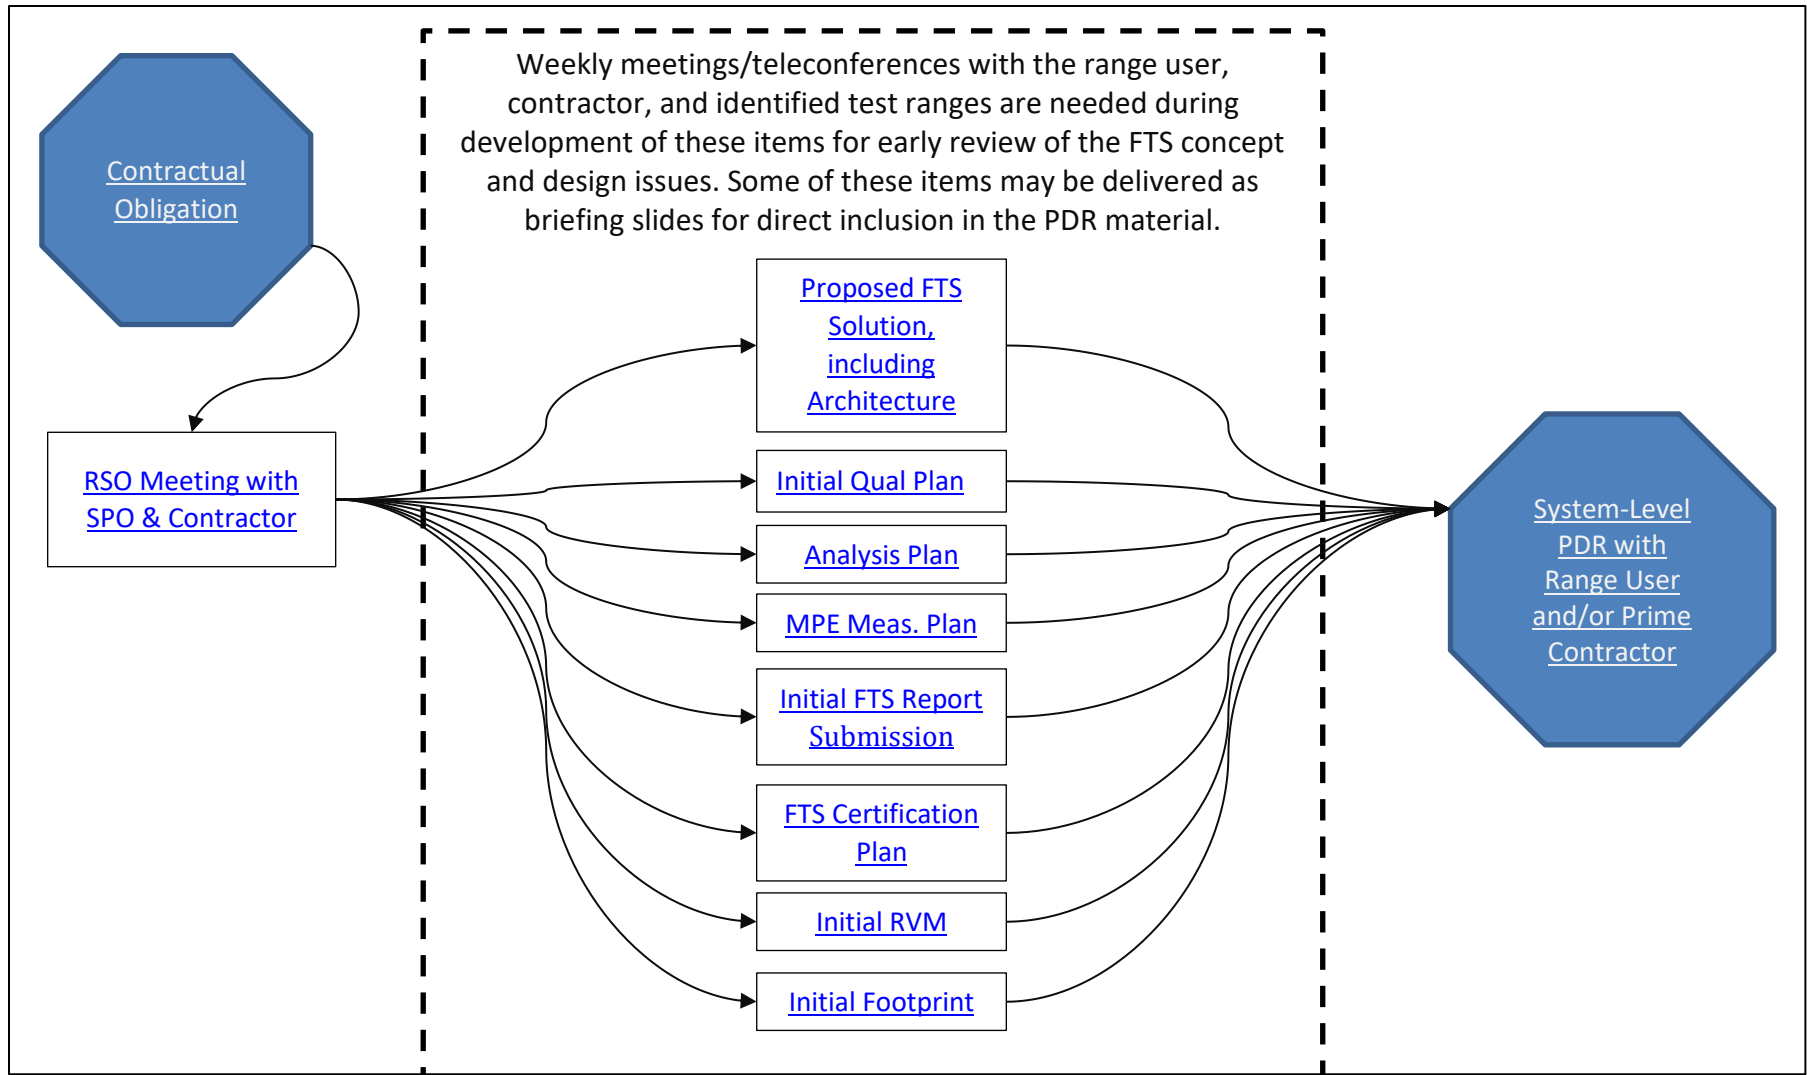 Contractual
Obligation
Weekly meetings/teleconferences with the range user,
contractor, and identified test ranges are needed during
development of these items for early review of the FTS concept
and design issues. Some of these items may be delivered as
briefing slides for direct inclusion in the PDR material.
RSO Meeting with
SPO & Contractor
Proposed FTS
Solution,
including
Architecture
Initial Qual Plan
Analysis Plan
MPE Meas. Plan
Initial FTS Report
Submission
FTS Certification
Plan
Initial RVM
Initial Footprint
System-Level
PDR with
Range User
and/or Prime
Contractor